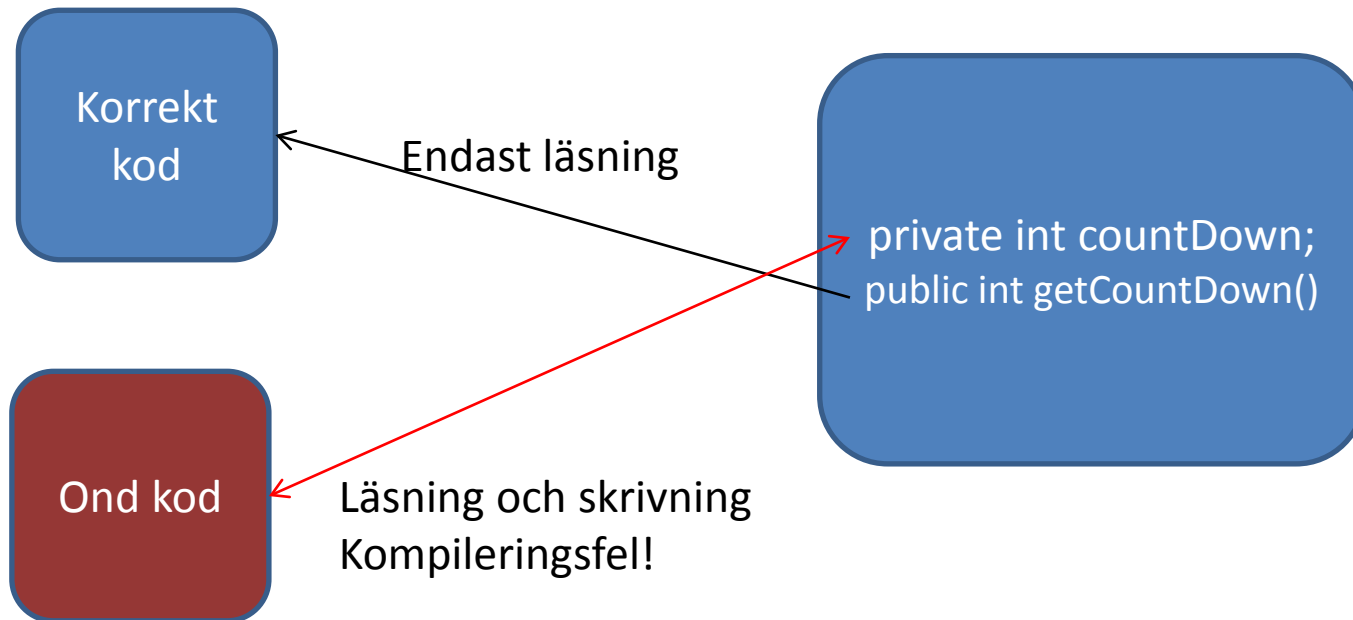 Korrekt
kod
Endast läsning
private int countDown;
public int getCountDown()
Ond kod
Läsning och skrivning
Kompileringsfel!